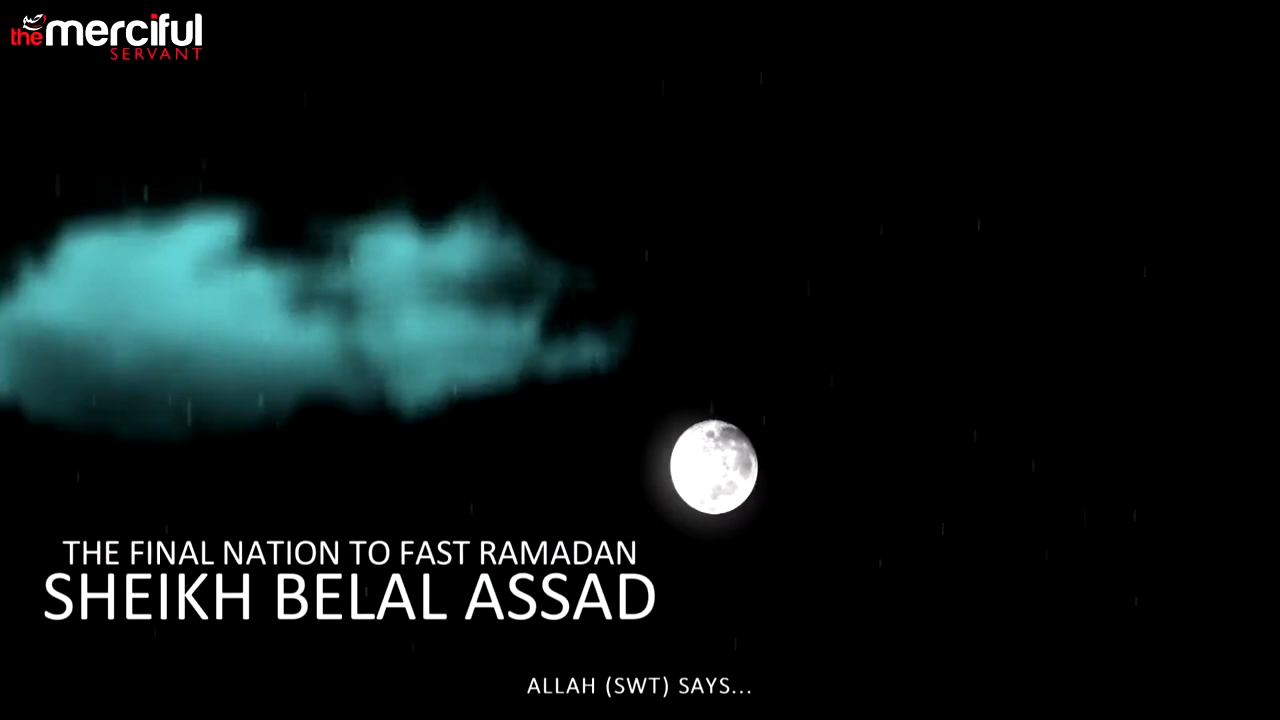 the merciful
SERVANT
THE FINAL NATION TO FAST RAMADAN
SHEIKH BELAL ASSAD
ALLAH (SWT) SAYS...